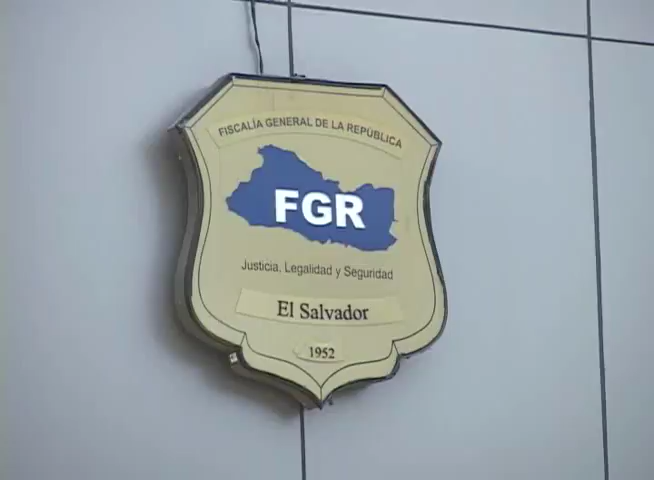 FISCALÍA GENERAL DE LA REPÚBLICA
FGR
Justicia, Legalidad y Seguridad
El Salvador
1952